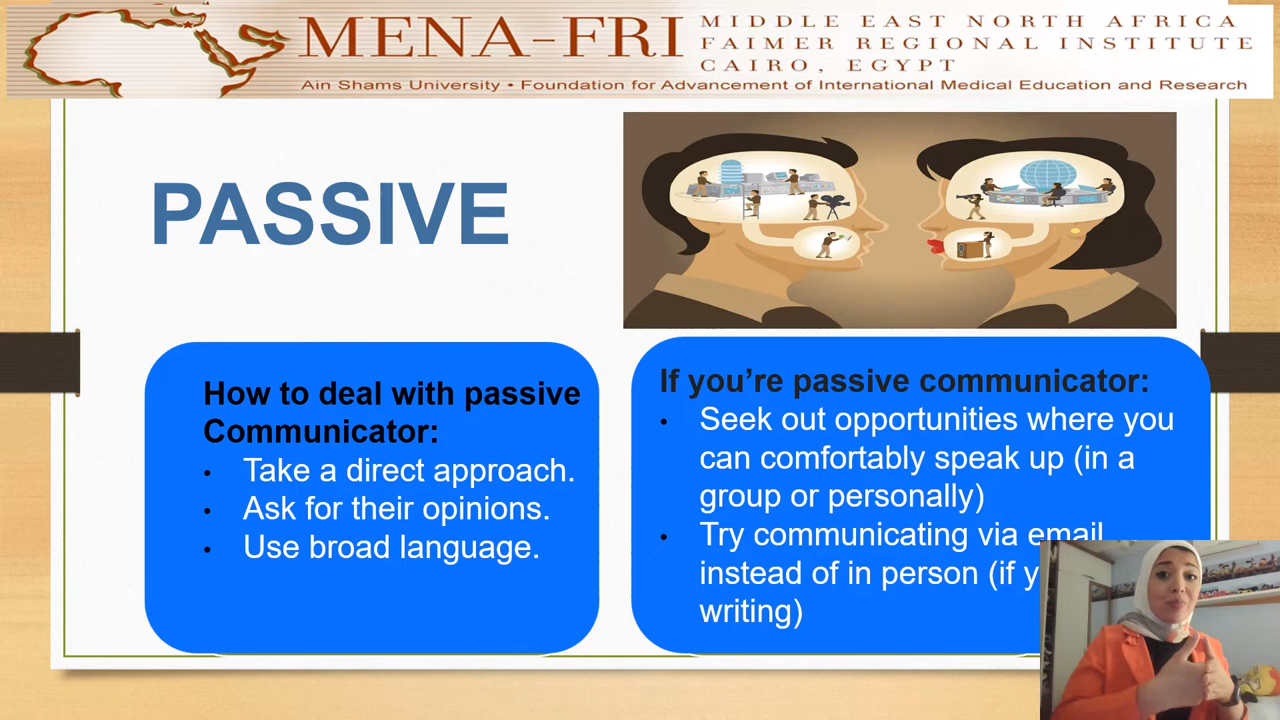 MENA-FRI
MIDDLE EAST NORTH AFRICA
FAIMER REGIONAL INSTITUTE
CAIRO, EGYPT
Ain Shams University • Foundation for Advancement of International Medical Education and Research
PASSIVE
How to deal with passive
Communicator:
• Take a direct approach.
• Ask for their opinions.
• Use broad language.
If you’re passive communicator:
• Seek out opportunities where you
can comfortably speak up (in a
group or personally)
• Try communicating via email
instead of in person (if
writing)